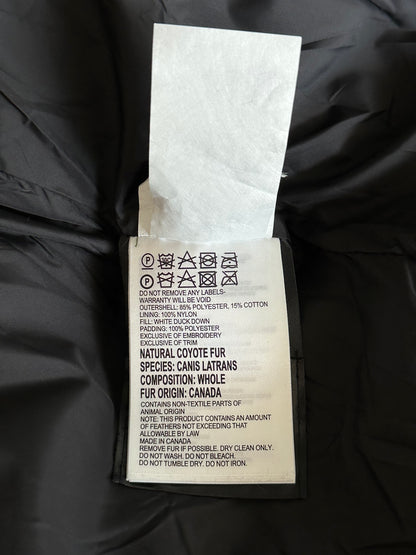 P
P
DO NOT REMOVE ANY LABELS-
WARRANTY WILL BE VOID
OUTERSHELL: 85% POLYESTER, 15% COTTON
LINING: 100% NYLON
FILL: WHITE DUCK DOWN
PADDING: 100% POLYESTER
EXCLUSIVE OF EMBROIDERY
EXCLUSIVE OF TRIM
NATURAL COYOTE FUR
SPECIES: CANIS LATRANS
COMPOSITION: WHOLE
FUR ORIGIN: CANADA
CONTAINS NON-TEXTILE PARTS OF
ANIMAL ORIGIN
NOTE: THIS PRODUCT CONTAINS AN AMOUNT
OF FEATHERS NOT EXCEEDING THAT
ALLOWABLE BY LAW
MADE IN CANADA
REMOVE FUR IF POSSIBLE. DRY CLEAN ONLY.
DO NOT WASH. DO NOT BLEACH.
DO NOT TUMBLE DRY. DO NOT IRON.